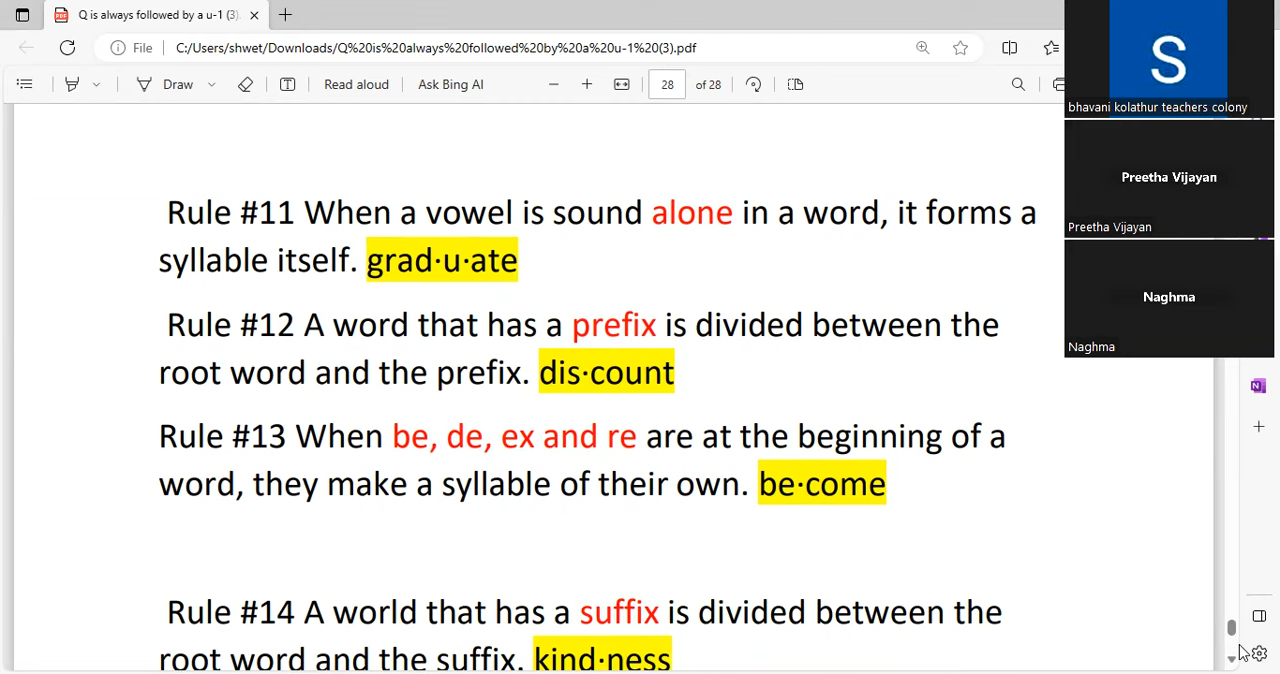 Q is always followed by a u-1 (3).
File C:/Users/shwet/Downloads/Q%20is%20always%20followed%20by%20a%20u-1%20(3).pdf
Draw Read aloud Ask Bing AI 28 of 28
S
bhavani kolathur teachers colony
Preetha Vijayan
Preetha Vijayan
Naghma
Naghma
Rule #11 When a vowel is sound alone in a word, it forms a
syllable itself. grad·u·ate
Rule #12 A word that has a prefix is divided between the
root word and the prefix. dis·count
Rule #13 When be, de, ex and re are at the beginning of a
word, they make a syllable of their own. be·come
Rule #14 A world that has a suffix is divided between the
root word and the suffix. kind·ness